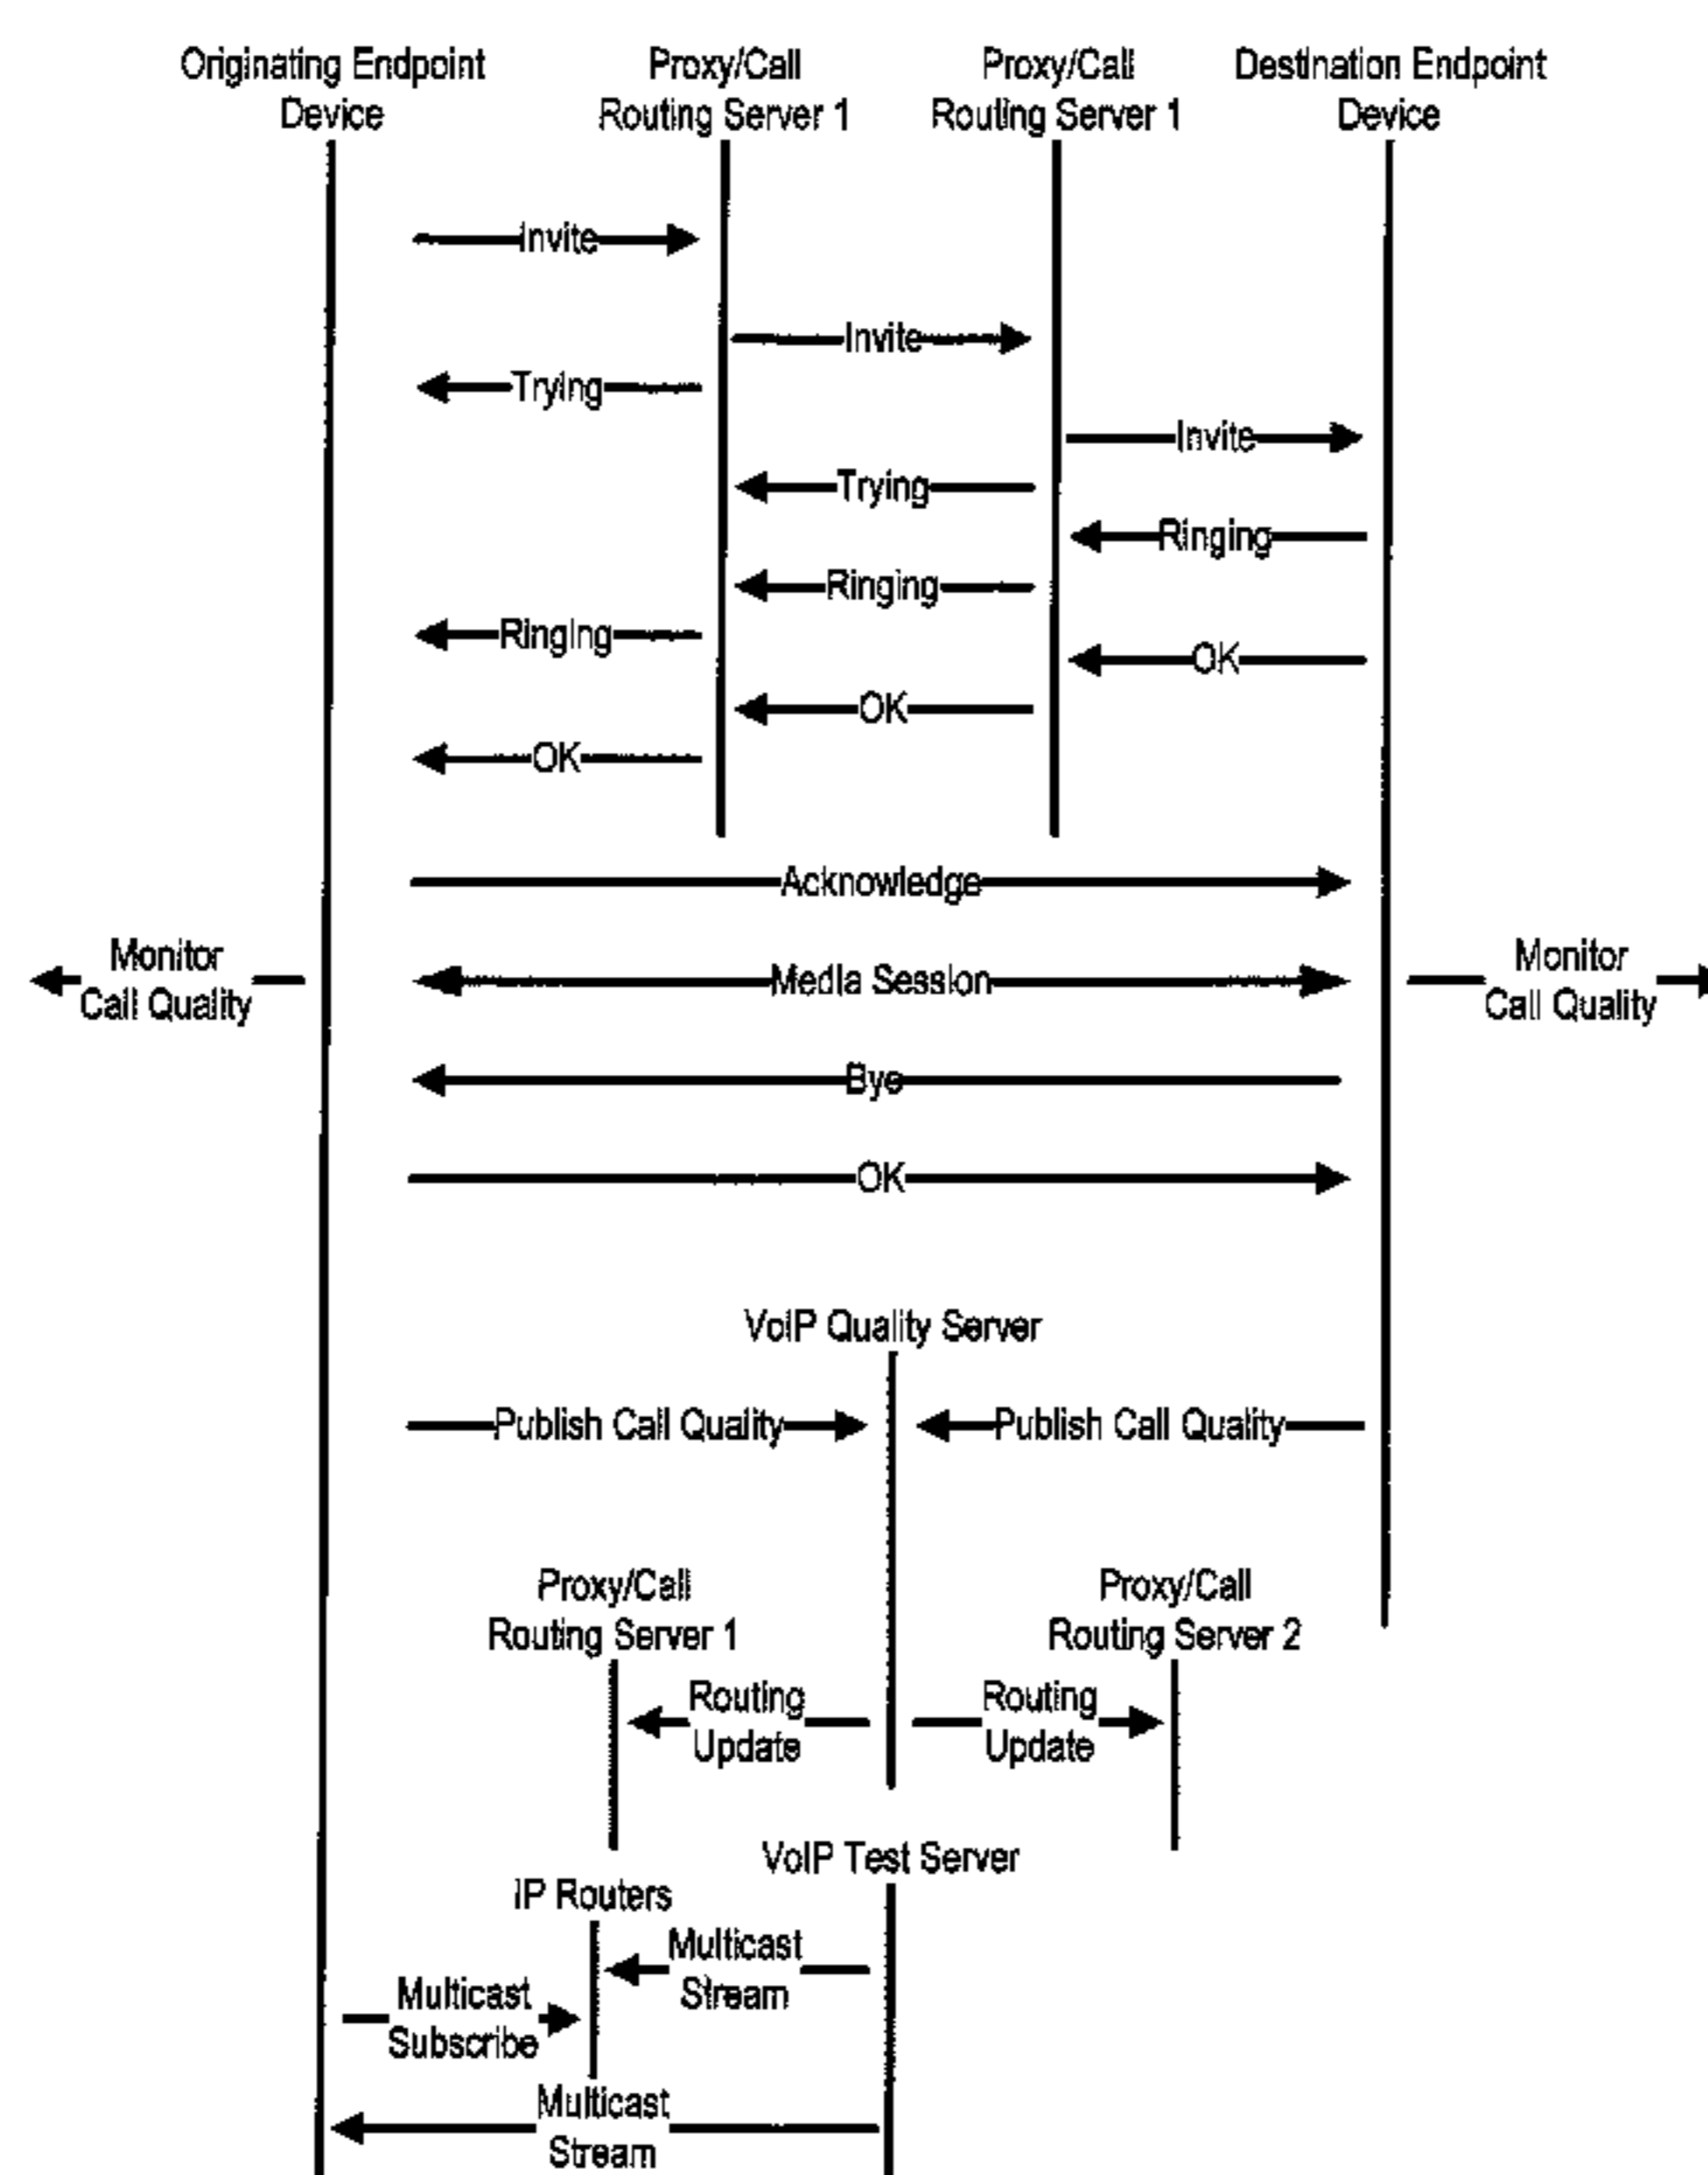 Originating Endpoint
Device
Proxy/Call
Routing Server 1
Proxy/Call
Routing Server 1
Destination Endpoint
Device
Invite
Invite
Trying
Invite
Trying
Ringing
Ringing
Ringing
OK
OK
OK
Acknowledge
Monitor
Call Quality
Media Session
Monitor
Call Quality
Bye
OK
VoIP Quality Server
Publish Call Quality
Publish Call Quality
Proxy/Call
Routing Server 1
Proxy/Call
Routing Server 2
Routing
Update
Routing
Update
VoIP Test Server
IP Routers
Multicast
Stream
Multicast
Subscribe
Multicast
Stream